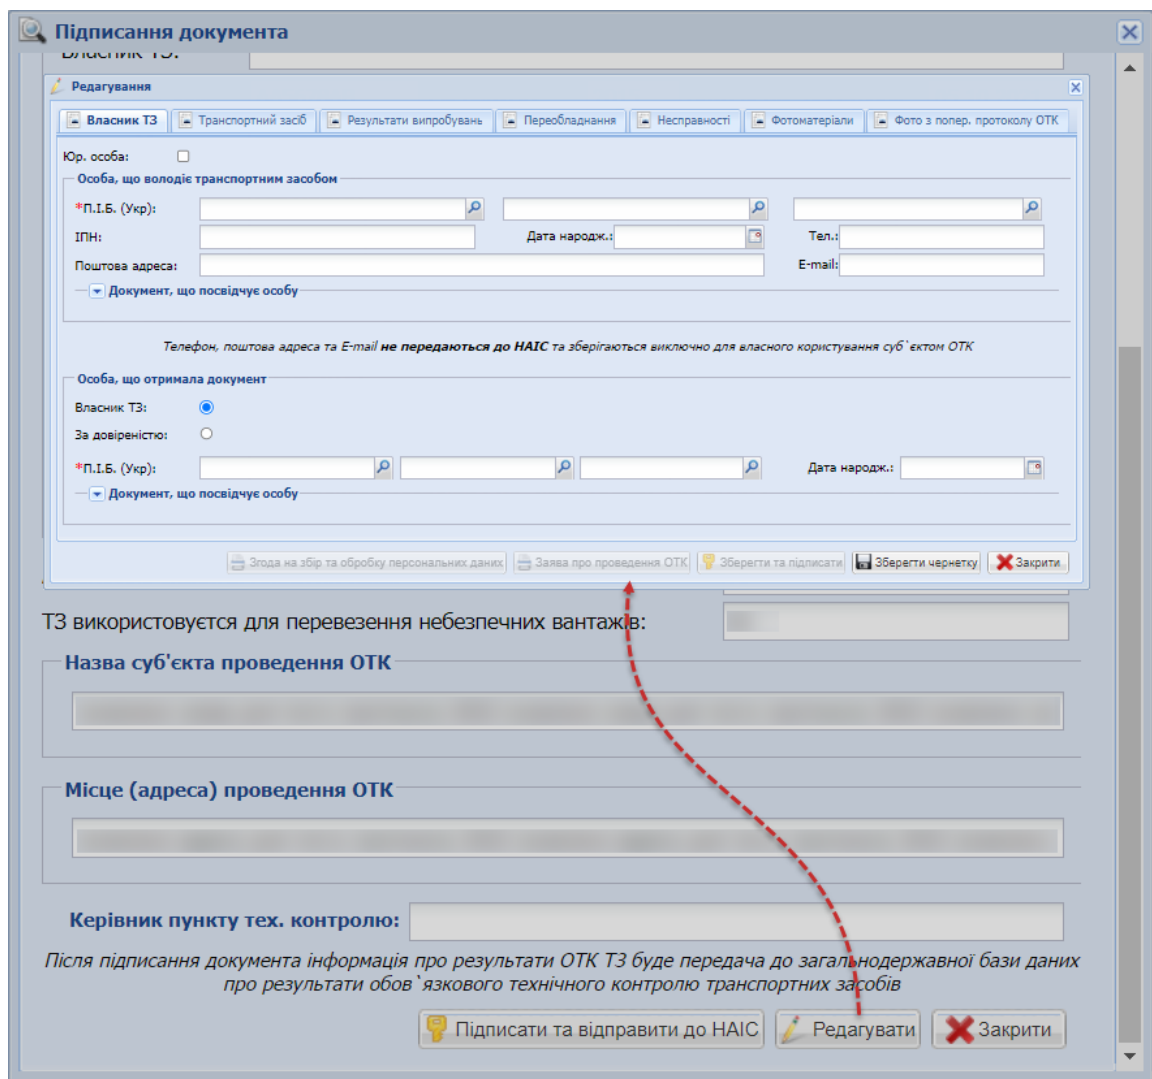 Підписання документа
Власник ТЗ:
Редагування
Власник ТЗ Транспортний засіб Результати випробувань Переобладнання Несправності Фотоматеріали Фото з попер. протоколу ОТК
Юр. особа:
Особа, що володіє транспортним засобом
*П.І.Б. (Укр):
ІПН: Дата народж.: Тел.:
Поштова адреса: E-mail:
Документ, що посвідчує особу
Телефон, поштова адреса та E-mail не передаються до НАІС та зберігаються виключно для власного користування суб`єктом ОТК
Особа, що отримала документ
Власник ТЗ:
За довіреністю:
*П.І.Б. (Укр): Дата народж.:
Документ, що посвідчує особу
Згода на збір та обробку персональних даних Заява про проведення ОТК Зберегти та підписати Зберегти чернетку Закрити
ТЗ використовуєтся для перевезення небезпечних вантажів:
Назва суб'єкта проведення ОТК
Місце (адреса) проведення ОТК
Керівник пункту тех. контролю:
Після підписання документа інформація про результати ОТК ТЗ буде передача до загальнодержавної бази даних
про результати обов`язкового технічного контролю транспортних засобів
Підписати та відправити до НАІС Редагувати Закрити